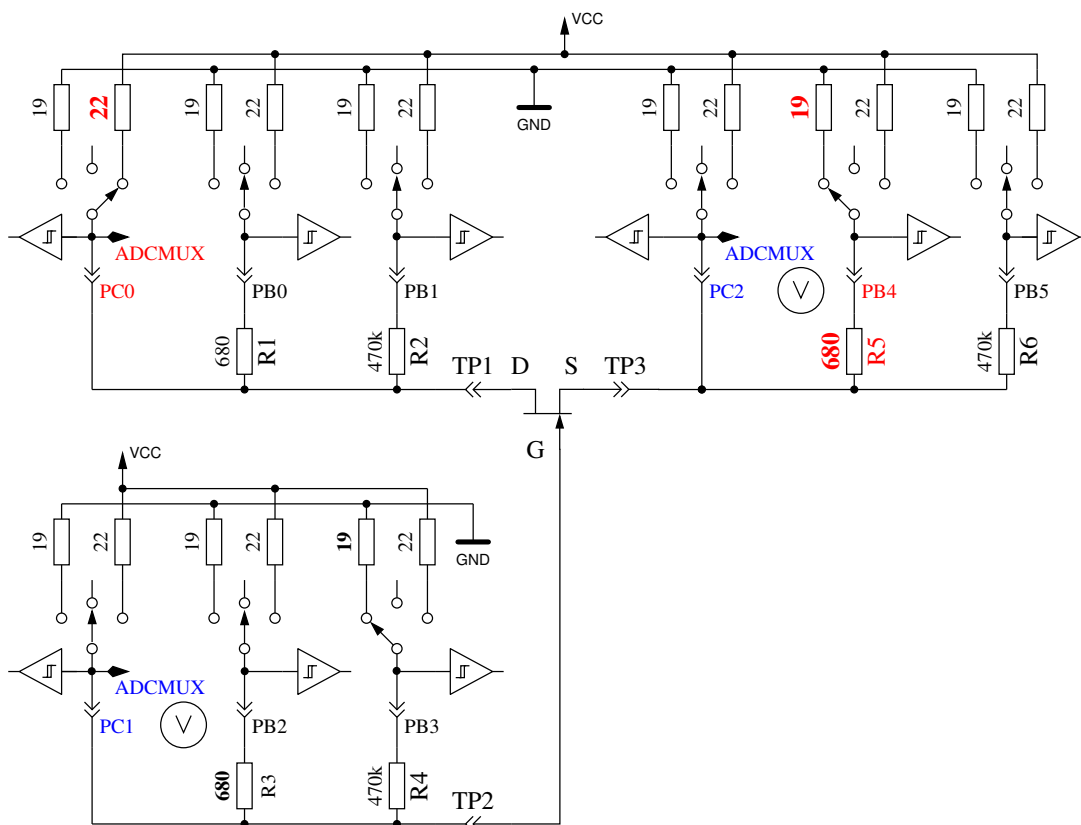 VCC
19
22
19
22
19
22
GND
19
22
19
22
19
22
ADCMUX
PC0
PB0
PB1
ADCMUX
PC2
V
PB4
PB5
680
R1
470k
R2
680
R5
470k
R6
TP1
D
S
TP3
G
VCC
19
22
19
22
19
22
GND
ADCMUX
PC1
V
PB2
PB3
680
R3
470k
R4
TP2